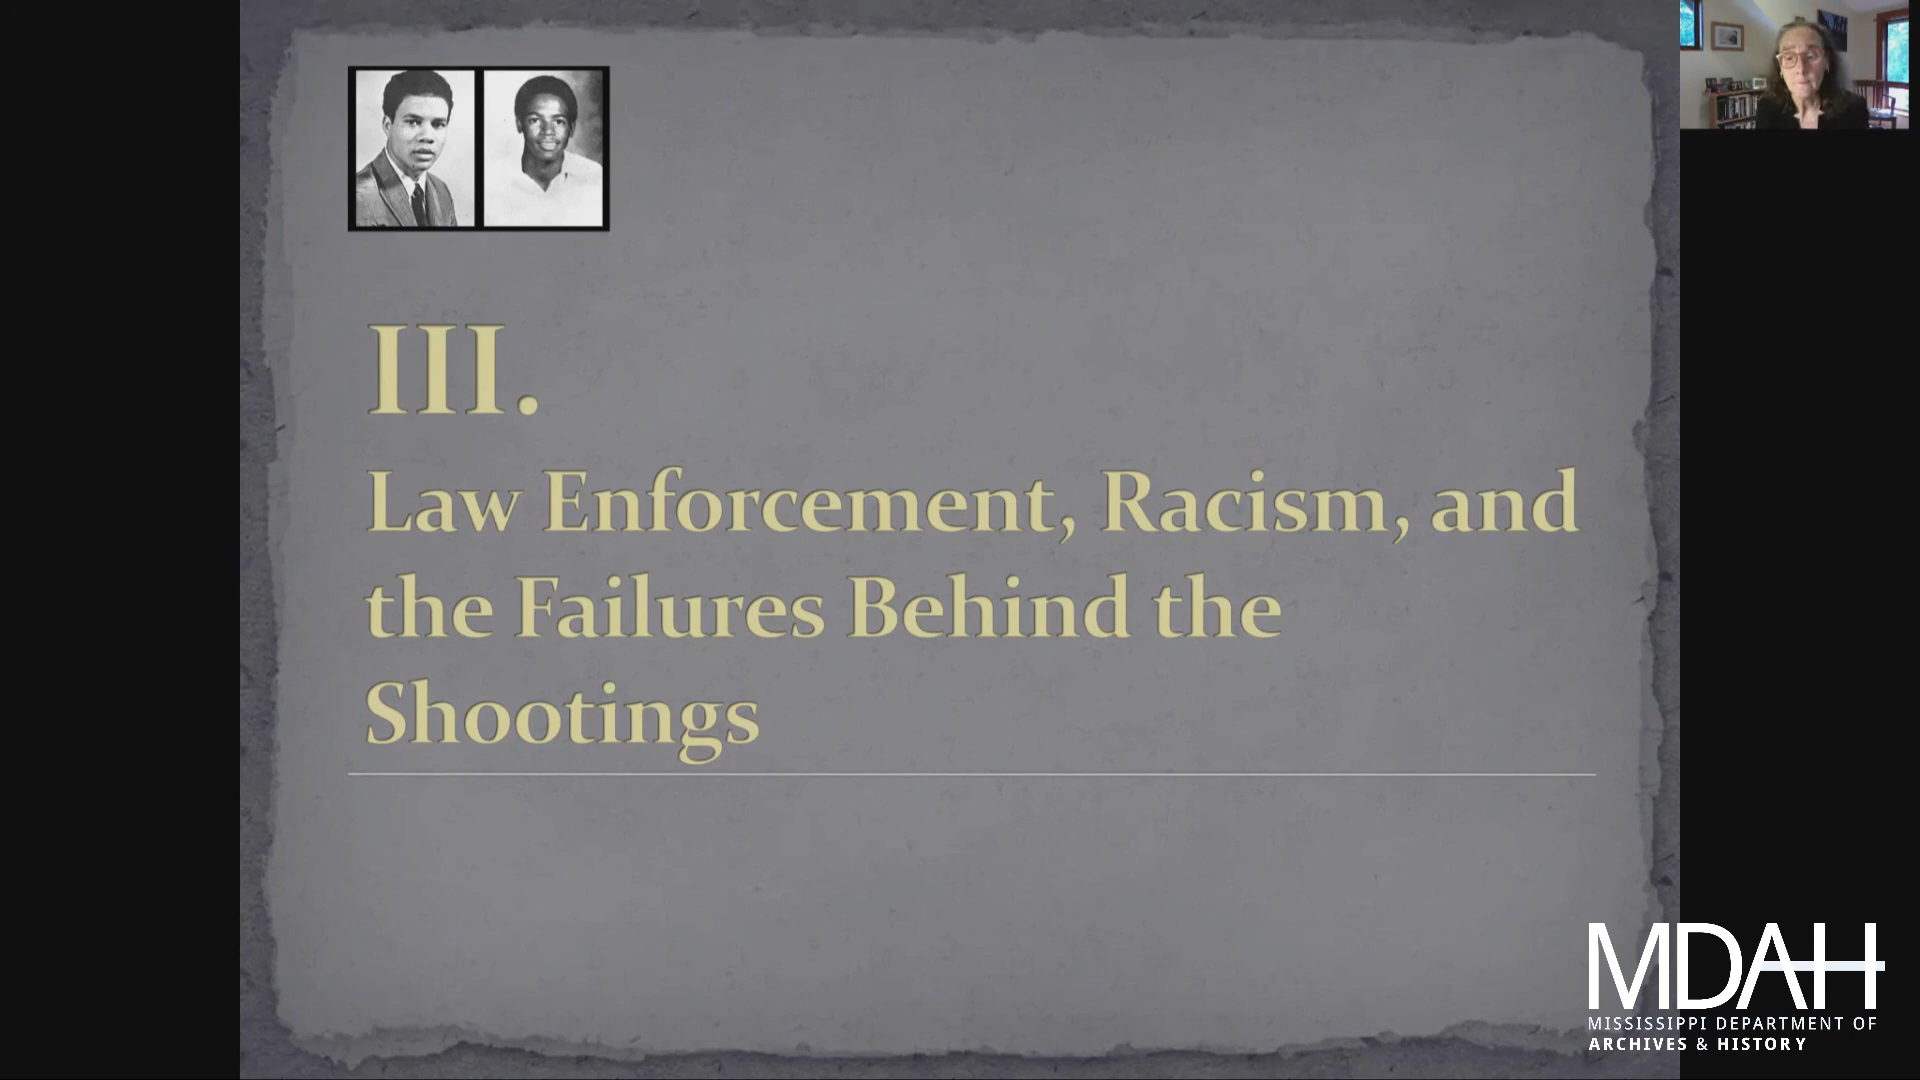 III.
Law Enforcement, Racism, and
the Failures Behind the
Shootings
MDAH
MISSISSIPPI DEPARTMENT OF
ARCHIVES & HISTORY